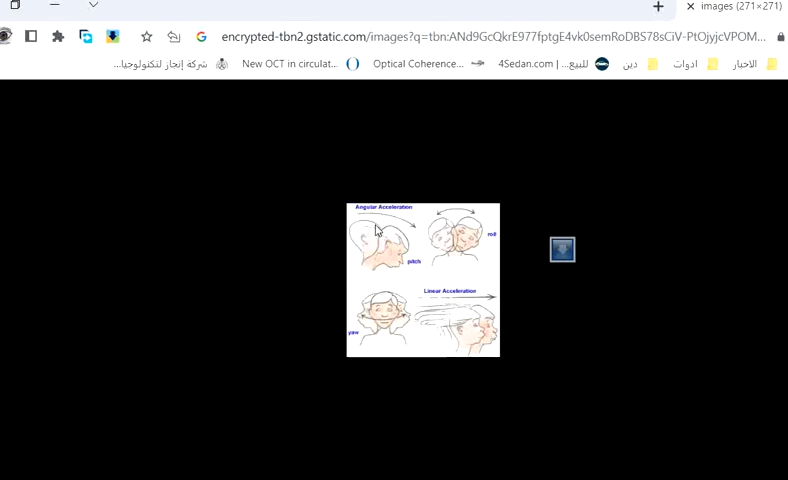 images (271×271)
encrypted-tbn2.gstatic.com/images?q=tbn:ANd9GcQkrE977fptgE4vk0semRoDBS78sCiV-PtOjyjcVPOM...
الاخبار
ادوات
دين
4Sedan.com | للبيع...
Optical Coherence...
New OCT in circulat...
شركة إنجاز لتكنولوجيا...
Angular Acceleration
roll
pitch
Linear Acceleration
yaw